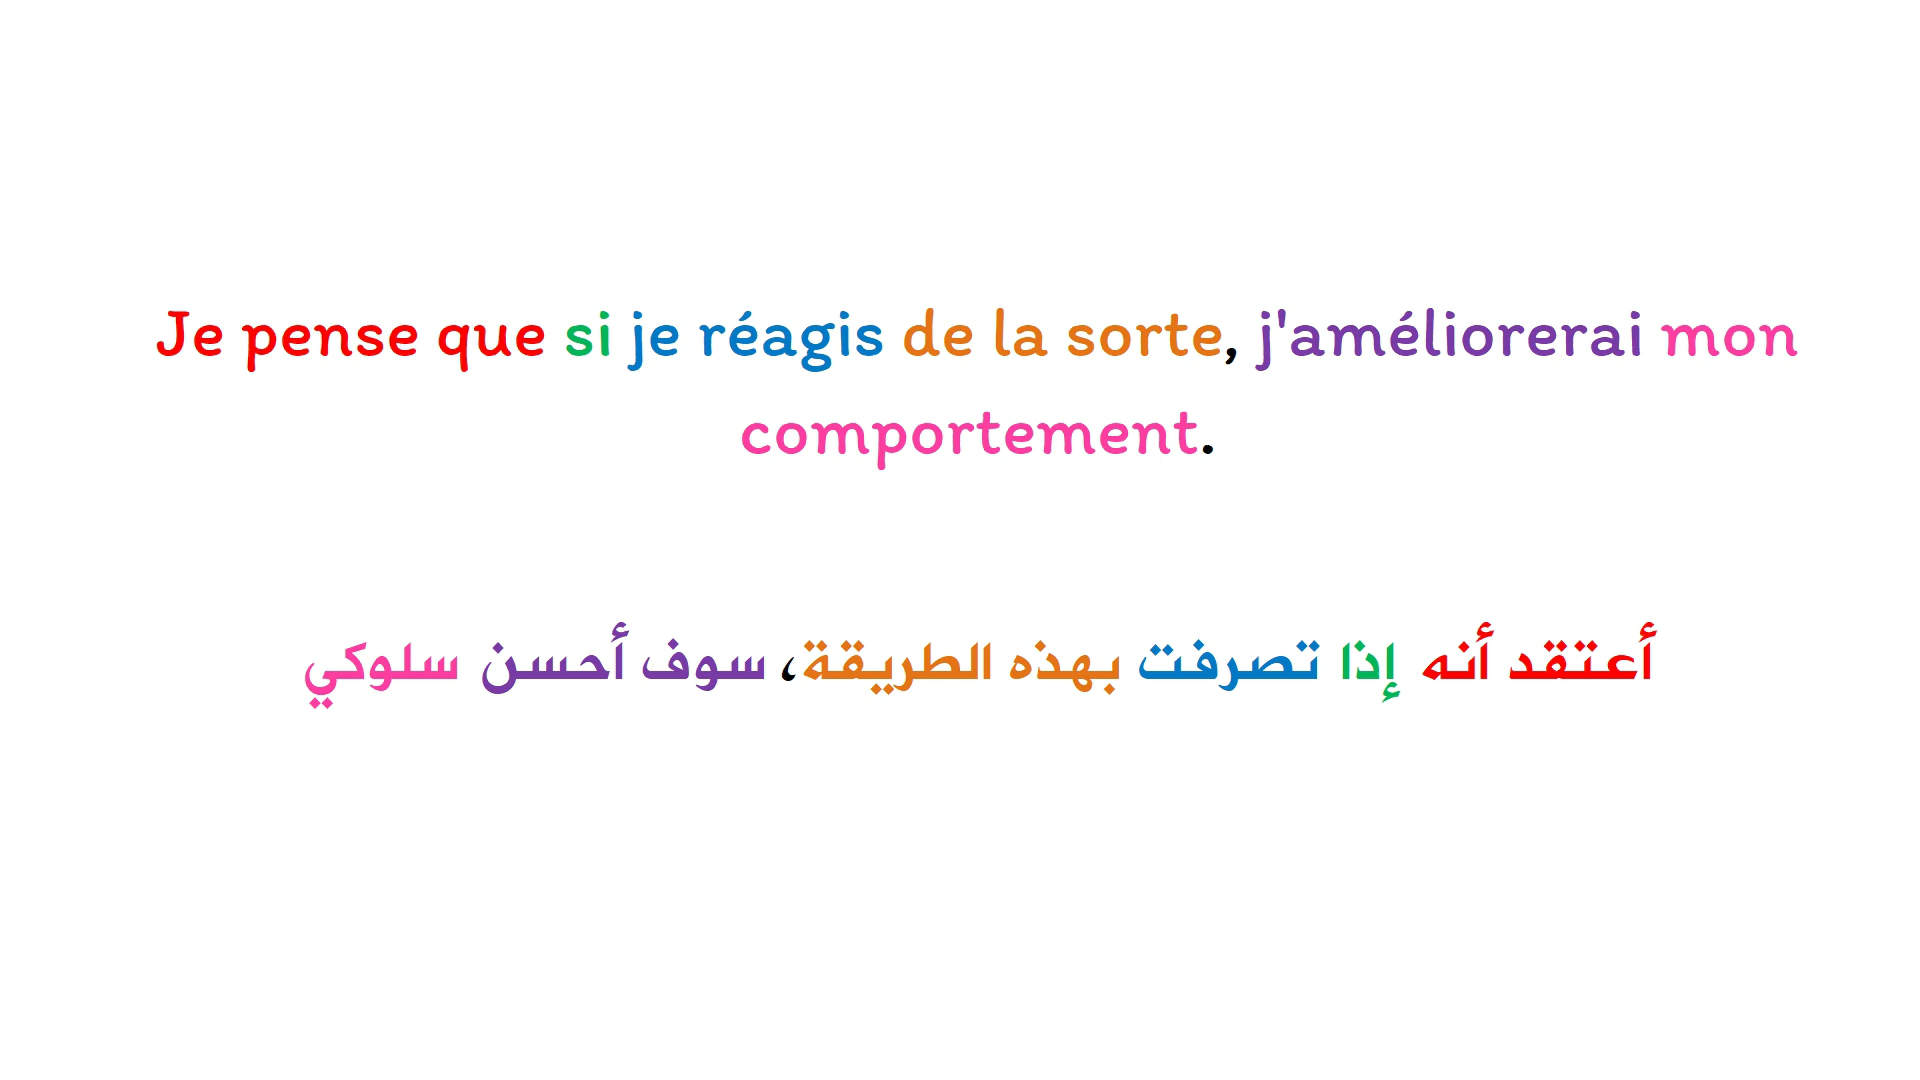 Je pense que si je réagis de la sorte, j'améliorerai mon
comportement.
أعتقد أنه إذا تصرفت بهذه الطريقة، سوف أحسن سلوكي